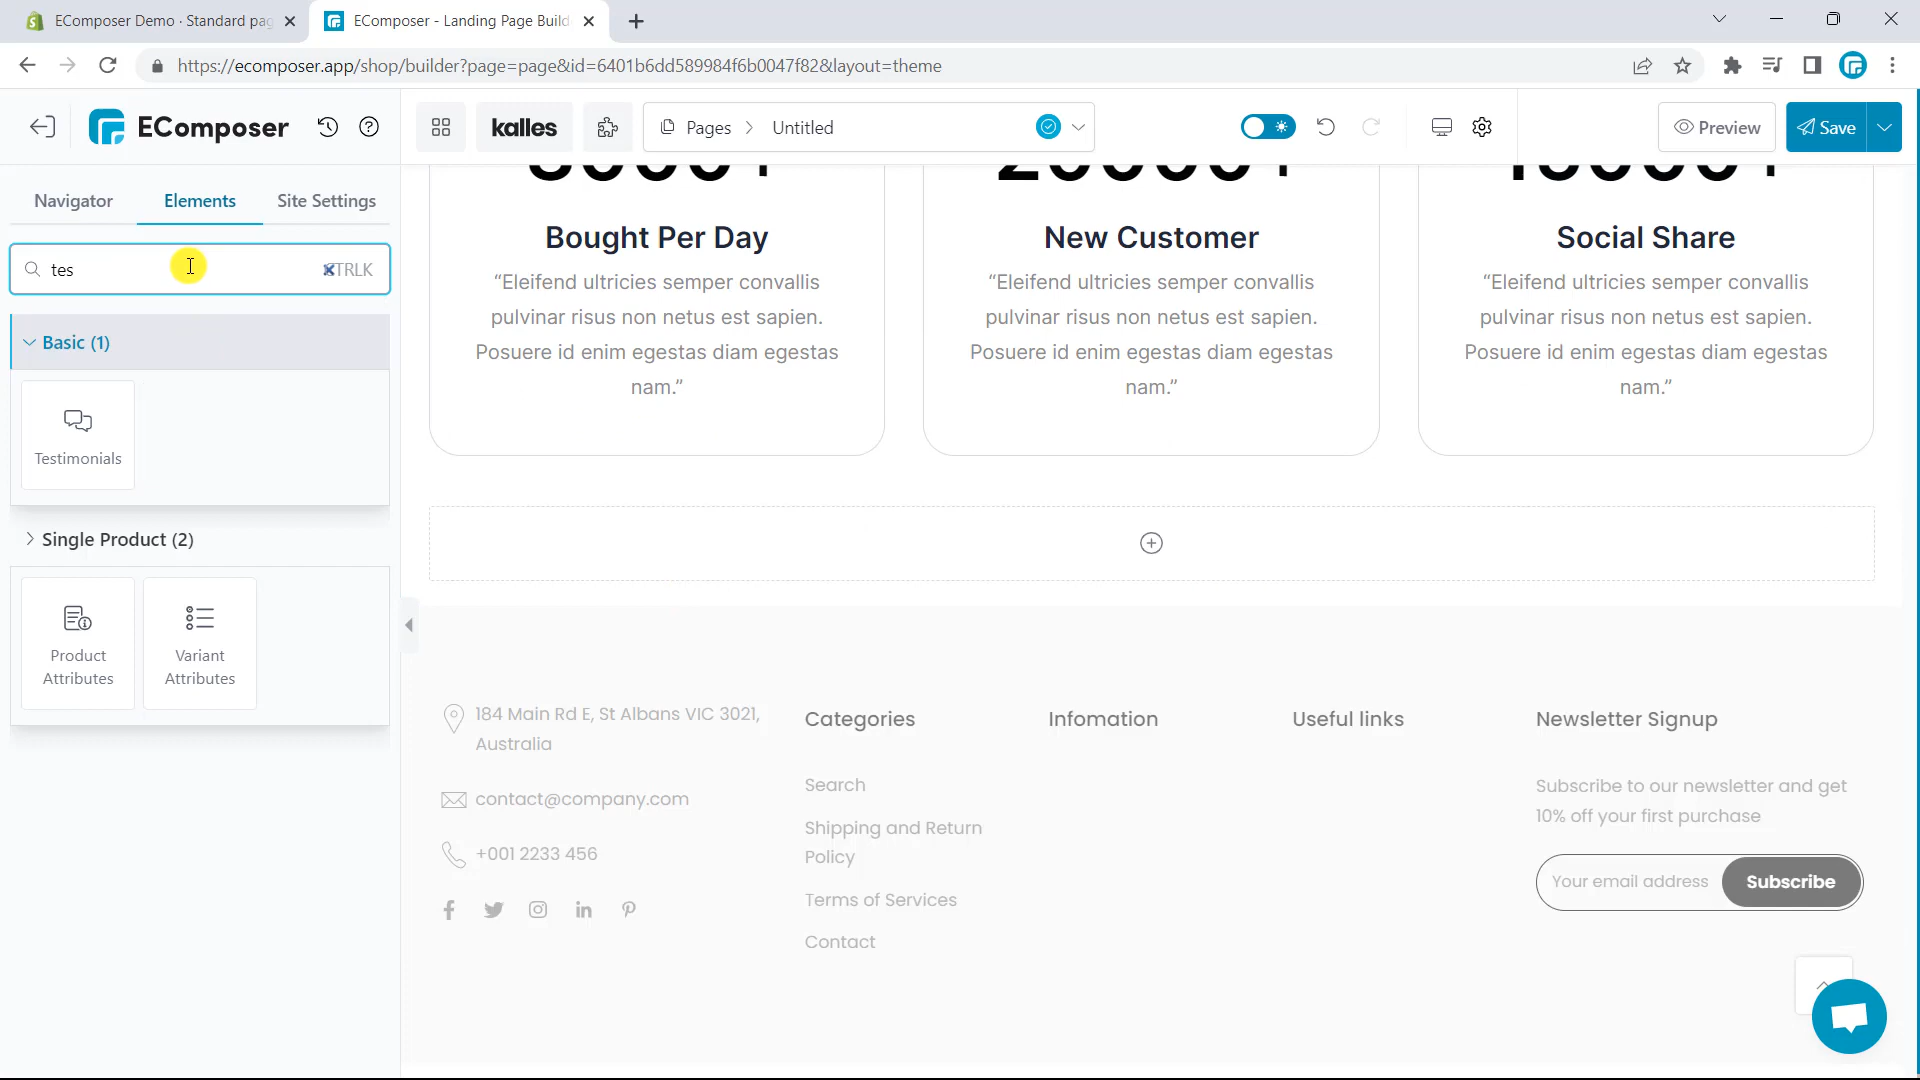 EComposer Demo · Standard pag
EComposer - Landing Page Build
https://ecomposer.app/shop/builder?page=page&id=6401b6dd589984f6b0047f82&layout=theme
EComposer
kalles
Pages > Untitled
Preview
Save
Navigator
Elements
Site Settings
tes
Basic (1)
Testimonials
Single Product (2)
Product
Attributes
Variant
Attributes
Bought Per Day
“Eleifend ultricies semper convallis
pulvinar risus non netus est sapien.
Posuere id enim egestas diam egestas
nam.”
New Customer
“Eleifend ultricies semper convallis
pulvinar risus non netus est sapien.
Posuere id enim egestas diam egestas
nam.”
Social Share
“Eleifend ultricies semper convallis
pulvinar risus non netus est sapien.
Posuere id enim egestas diam egestas
nam.”
184 Main Rd E, St Albans VIC 3021,
Australia
contact@company.com
+001 2233 456
Categories
Search
Shipping and Return
Policy
Terms of Services
Contact
Infomation
Useful links
Newsletter Signup
Subscribe to our newsletter and get
10% off your first purchase
Your email address
Subscribe